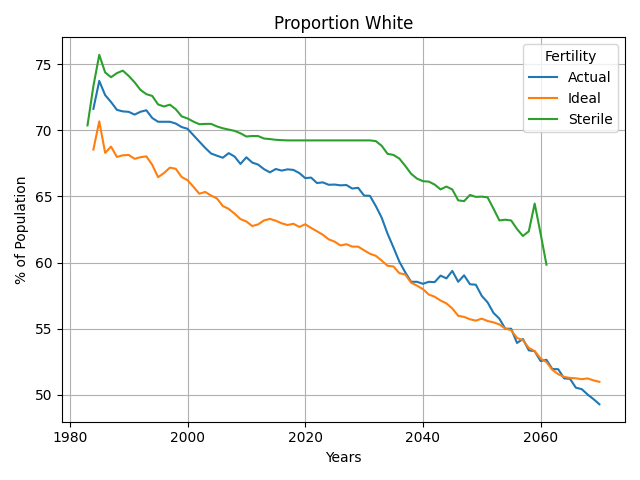 Proportion White
% of Population
75
70
65
60
55
50
Fertility
Actual
Ideal
Sterile
1980
2000
2020
2040
2060
Years